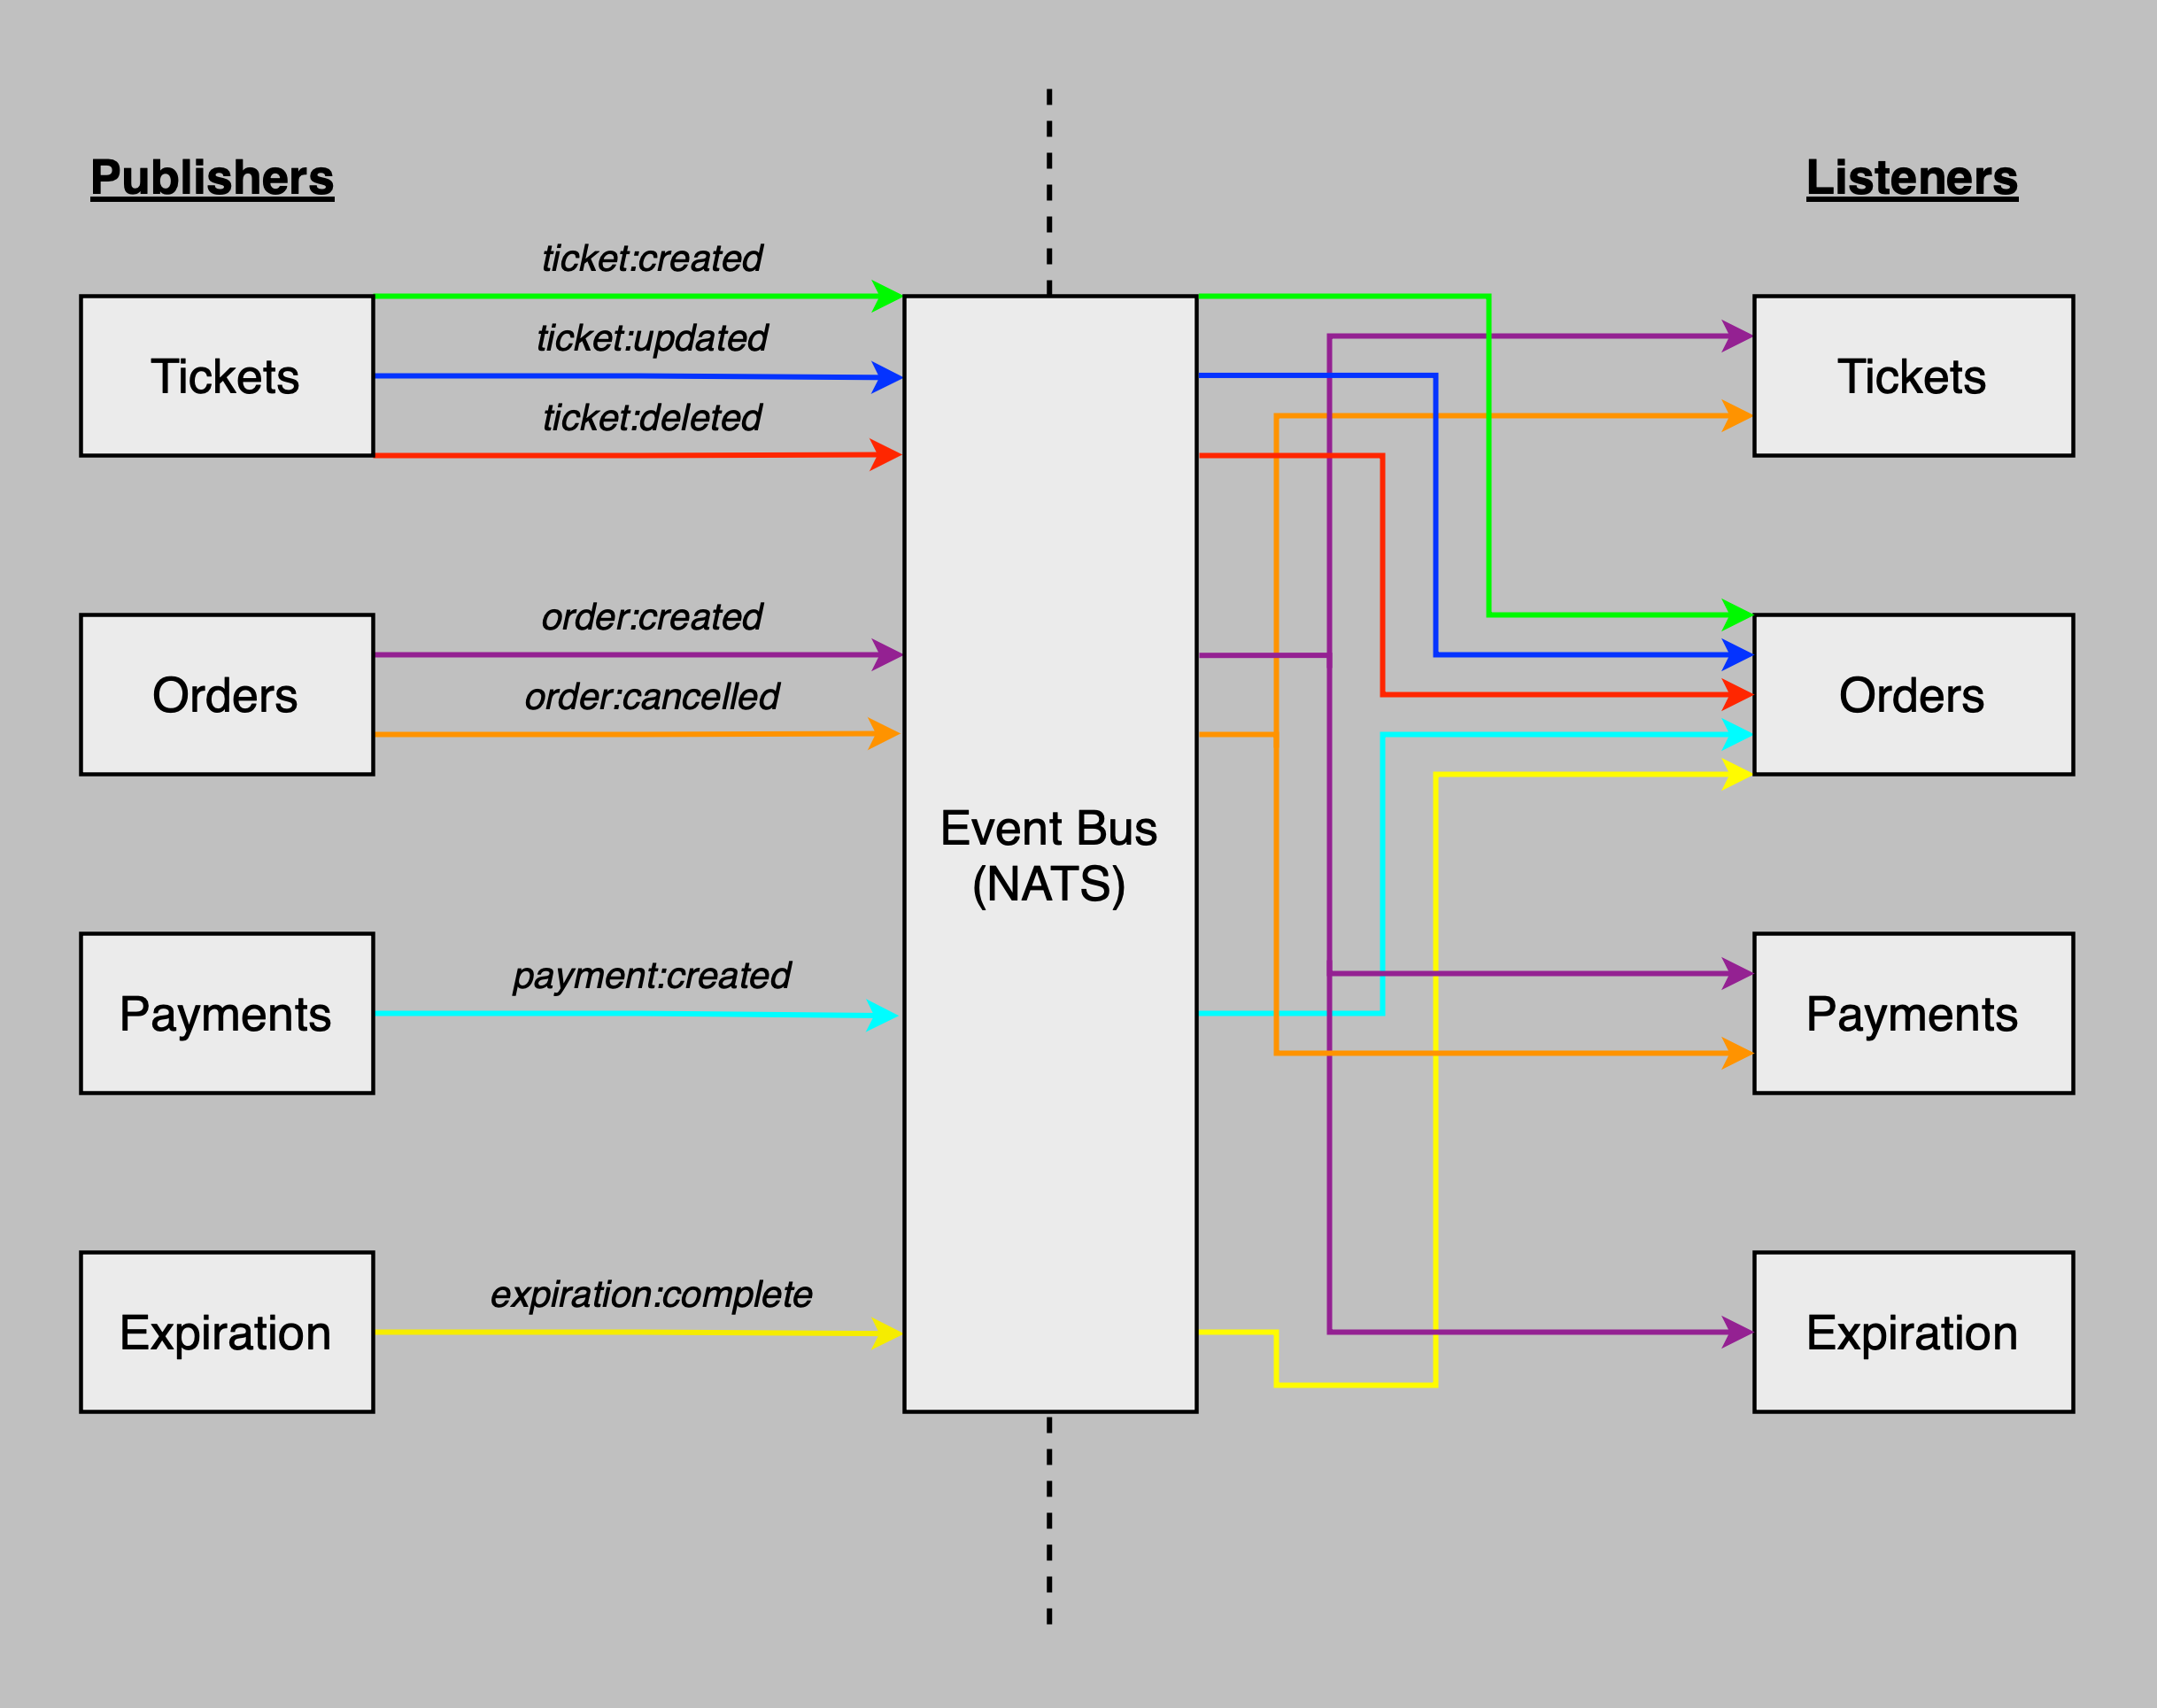 Publishers
Listeners
ticket:created
ticket:updated
ticket:deleted
Tickets
Tickets
order:created
order:cancelled
Orders
Orders
Event Bus
(NATS)
payment:created
Payments
Payments
expiration:complete
Expiration
Expiration